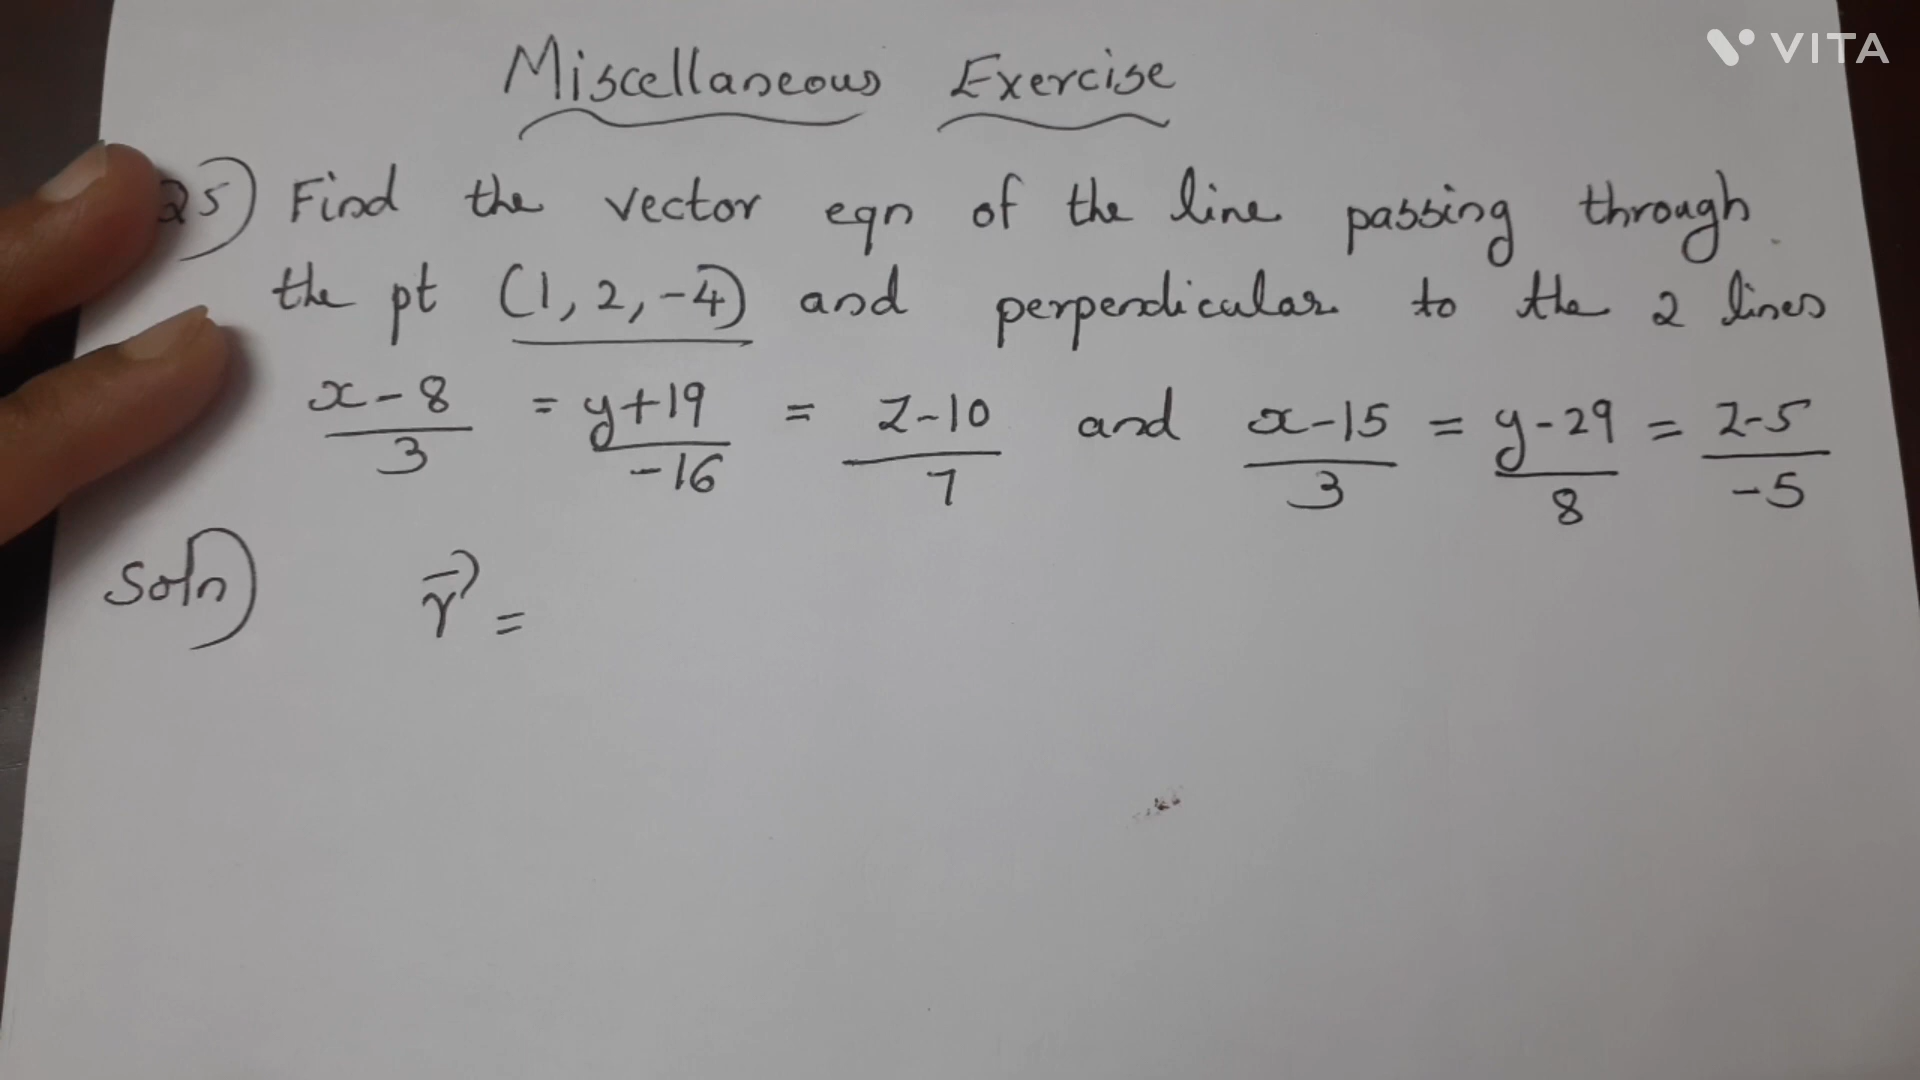 VITA
Miscellaneous Exercise
25) Find the vector eqn of the line passing through
the pt (1, 2, -4) and perpendicular to the 2 lines
x-8/3 = y+19/-16 = z-10/7 and x-15/3 = y-29/8 = z-5/-5
Soln) r⃗ =